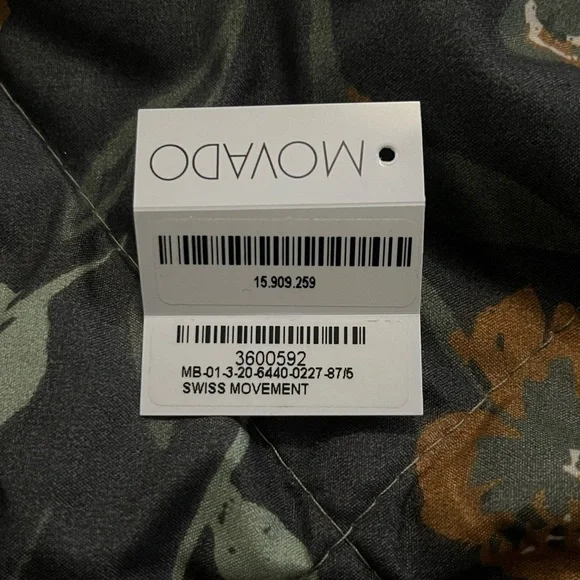 MOVADO
15.909.259
3600592
MB-01-3-20-6440-0227-87/5
SWISS MOVEMENT